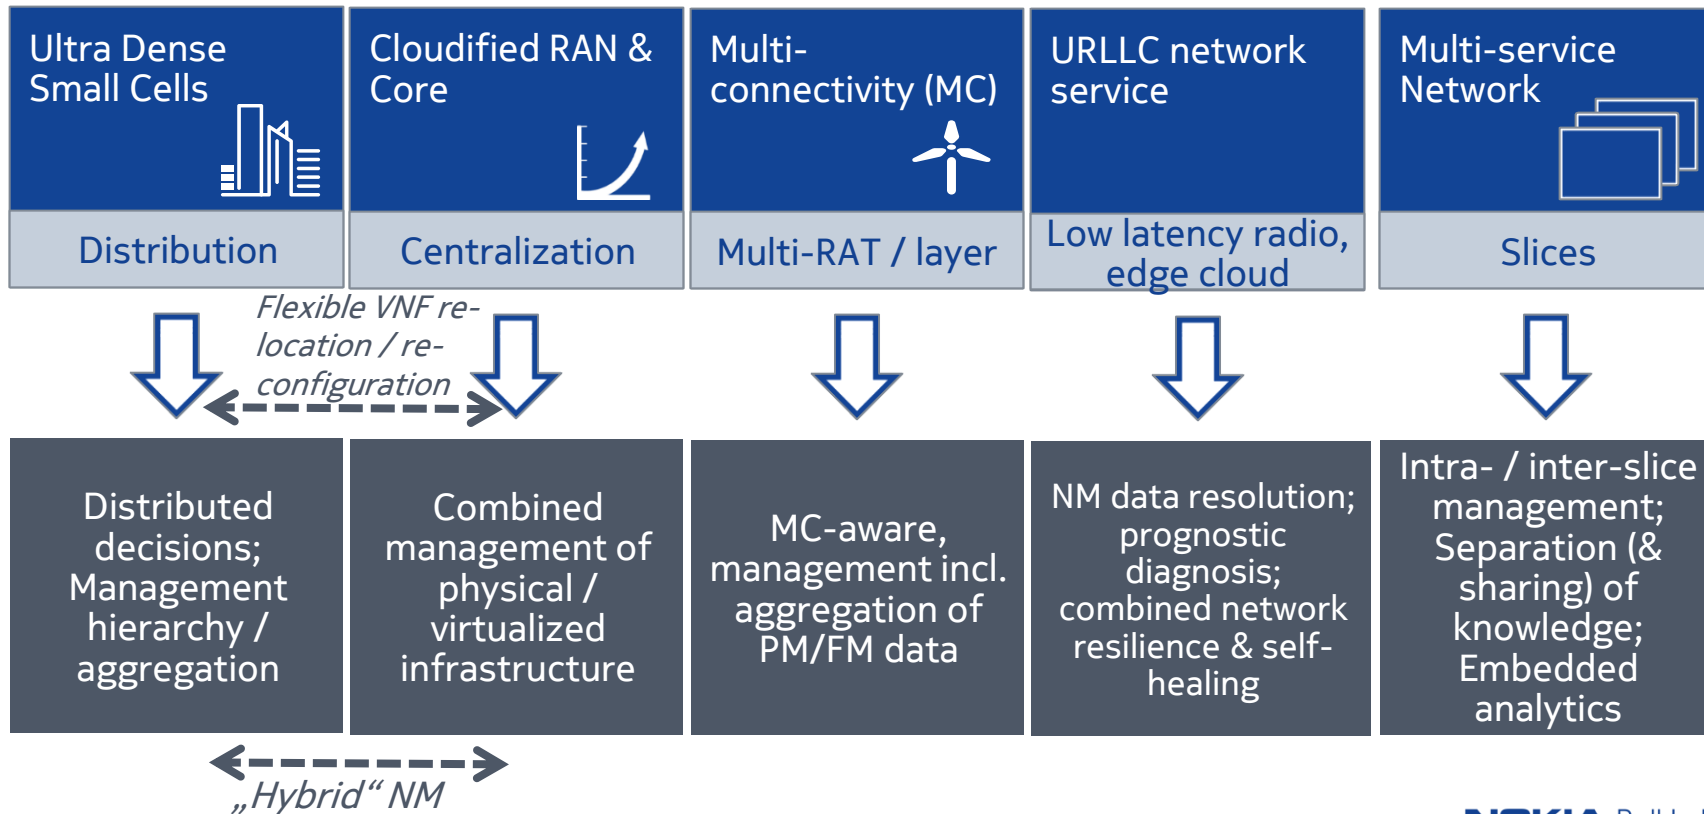 Ultra Dense
Small Cells
Cloudified RAN &
Core
Multi-
connectivity (MC)
URLLC network
service
Multi-service
Network
Distribution
Centralization
Multi-RAT / layer
Low latency radio,
edge cloud
Slices
Flexible VNF re-
location / re-
configuration
Distributed
decisions;
Management
hierarchy /
aggregation
Combined
management of
physical /
virtualized
infrastructure
MC-aware,
management incl.
aggregation of
PM/FM data
NM data resolution;
prognostic
diagnosis;
combined network
resilience & self-
healing
Intra- / inter-slice
management;
Separation (&
sharing) of
knowledge;
Embedded
analytics
„Hybrid“ NM
NOKIA